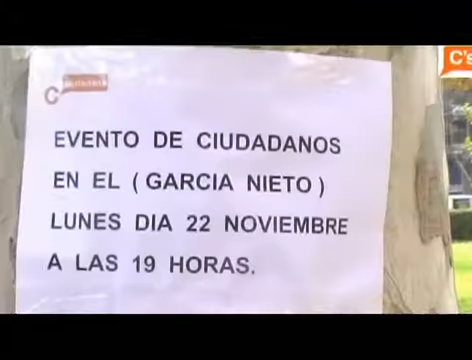 C's
EVENTO DE CIUDADANOS
EN EL (GARCIA NIETO)
LUNES DIA 22 NOVIEMBRE
A LAS 19 HORAS.